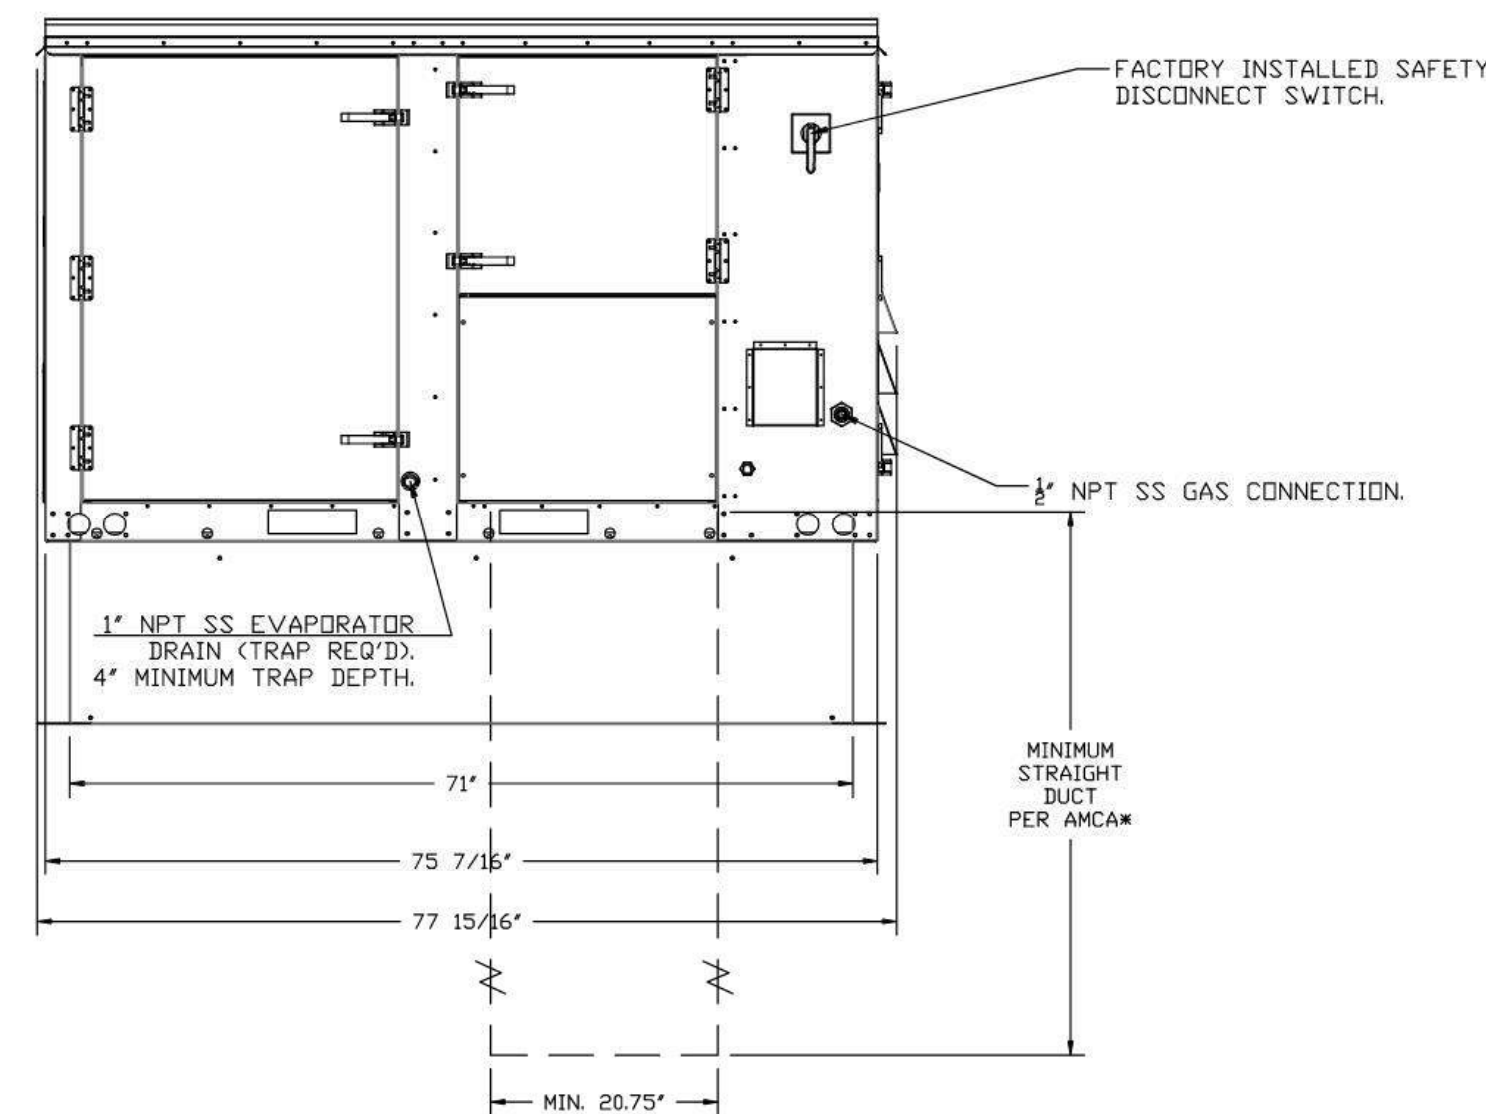 FACTORY INSTALLED SAFETY
DISCONNECT SWITCH.
1/2" NPT SS GAS CONNECTION.
1" NPT SS EVAPORATOR
DRAIN (TRAP REQ'D).
4" MINIMUM TRAP DEPTH.
MINIMUM
STRAIGHT
DUCT
PER AMCA*
71"
75 7/16"
77 15/16"
MIN. 20.75"